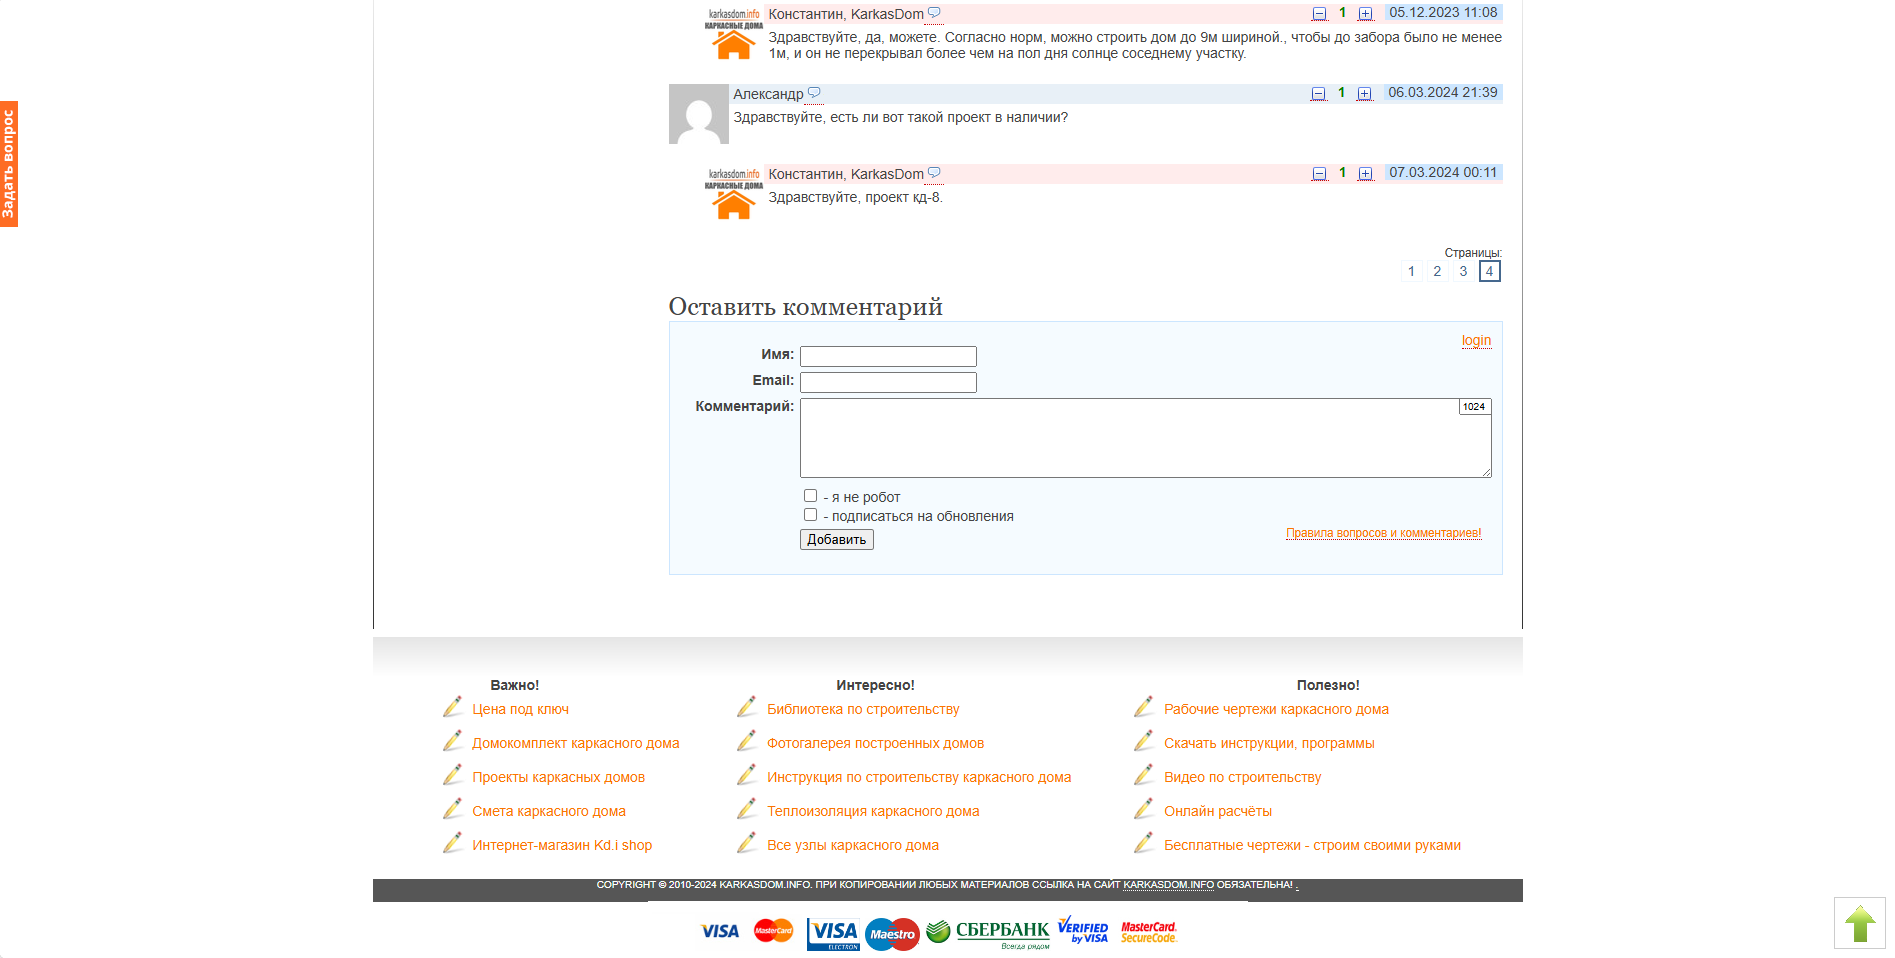 karkasdom.info
КАРКАСНЫЕ ДОМА
Константин, KarkasDom
1
05.12.2023 11:08
Здравствуйте, да, можете. Согласно норм, можно строить дом до 9м шириной., чтобы до забора было не менее
1м, и он не перекрывал более чем на пол дня солнце соседнему участку.
Задать вопрос
Александр
1
06.03.2024 21:39
Здравствуйте, есть ли вот такой проект в наличии?
karkasdom.info
КАРКАСНЫЕ ДОМА
Константин, KarkasDom
1
07.03.2024 00:11
Здравствуйте, проект кд-8.
Страницы:
1 2 3 4
Оставить комментарий
login
Имя:
Email:
Комментарий:
1024
- я не робот
- подписаться на обновления
Добавить
Правила вопросов и комментариев!
Важно!
Цена под ключ
Домокомплект каркасного дома
Проекты каркасных домов
Смета каркасного дома
Интернет-магазин Kd.i shop
Интересно!
Библиотека по строительству
Фотогалерея построенных домов
Инструкция по строительству каркасного дома
Теплоизоляция каркасного дома
Все узлы каркасного дома
Полезно!
Рабочие чертежи каркасного дома
Скачать инструкции, программы
Видео по строительству
Онлайн расчёты
Бесплатные чертежи - строим своими руками
COPYRIGHT © 2010-2024 KARKASDOM.INFO. ПРИ КОПИРОВАНИИ ЛЮБЫХ МАТЕРИАЛОВ ССЫЛКА НА САЙТ KARKASDOM.INFO ОБЯЗАТЕЛЬНА! .
VISA
MasterCard
VISA
ELECTRON
Maestro
СБЕРБАНК
Всегда рядом
VERIFIED
by VISA
MasterCard.
SecureCode.